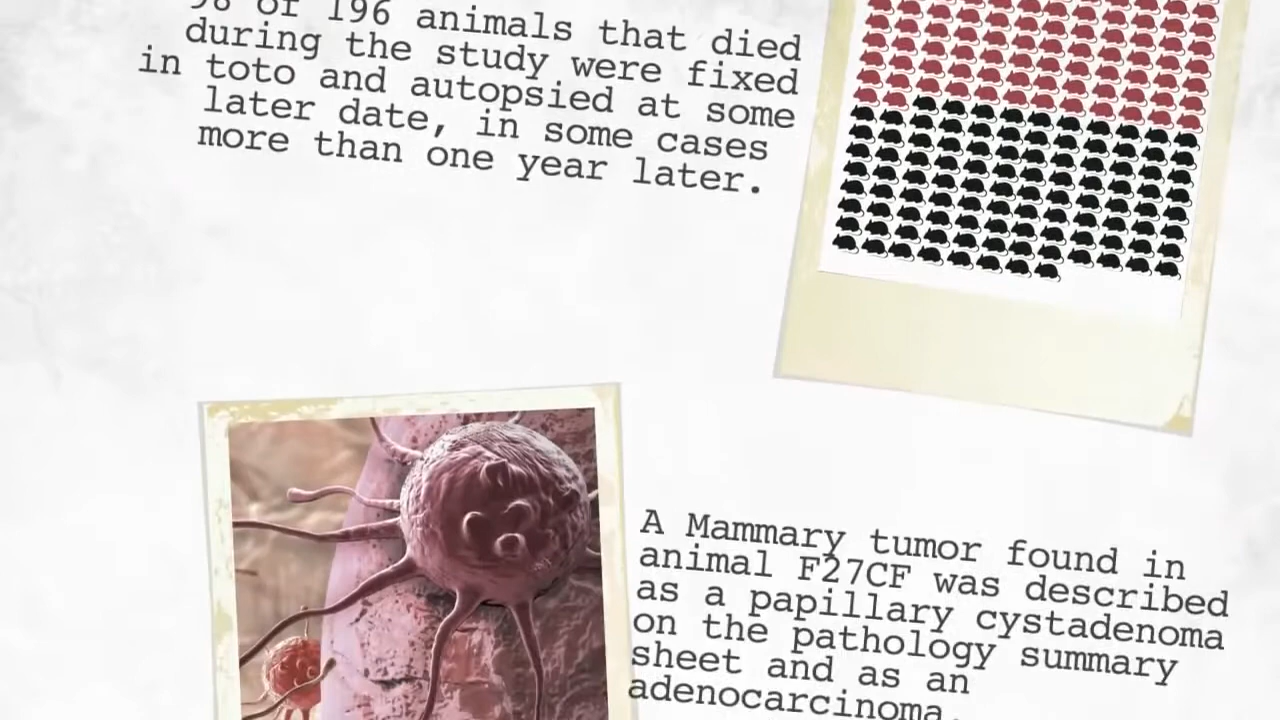 98 of 196 animals that died
during the study were fixed
in toto and autopsied at some
later date, in some cases
more than one year later.
A Mammary tumor found in
animal F27CF was described
as a papillary cystadenoma
on the pathology summary
sheet and as an
adenocarcinoma.